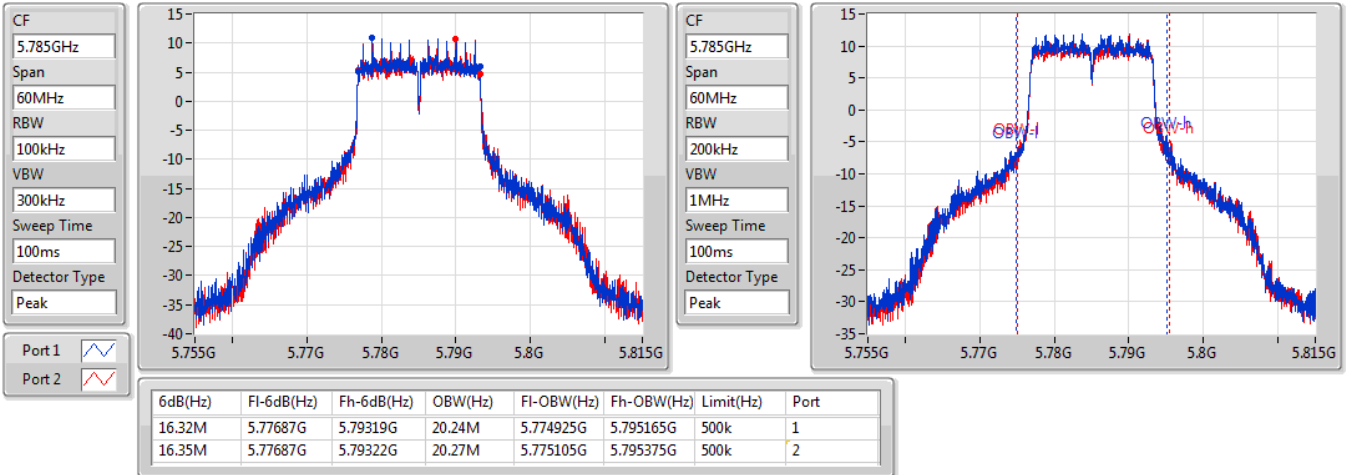 CF
5.785GHz
Span
60MHz
RBW
100kHz
VBW
300kHz
Sweep Time
100ms
Detector Type
Peak
Port 1
Port 2
15
10
5
0
-5
-10
-15
-20
-25
-30
-35
-40
5.755G 5.77G 5.78G 5.79G 5.8G 5.815G
CF
5.785GHz
Span
60MHz
RBW
200kHz
VBW
1MHz
Sweep Time
100ms
Detector Type
Peak
15
10
5
0
-5
-10
-15
-20
-25
-30
-35
OBW-l
OBW-l
OBW-h
OBW-h
5.755G 5.77G 5.78G 5.79G 5.8G 5.815G
6dB(Hz) Fl-6dB(Hz) Fh-6dB(Hz) OBW(Hz) Fl-OBW(Hz) Fh-OBW(Hz) Limit(Hz) Port
16.32M 5.77687G 5.79319G 20.24M 5.774925G 5.795165G 500k 1
16.35M 5.77687G 5.79322G 20.27M 5.775105G 5.795375G 500k 2